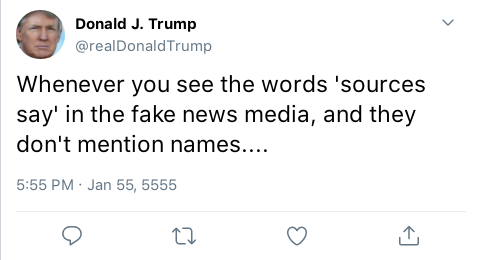 Donald J. Trump
@realDonaldTrump
Whenever you see the words 'sources
say' in the fake news media, and they
don't mention names....
5:55 PM · Jan 55, 5555